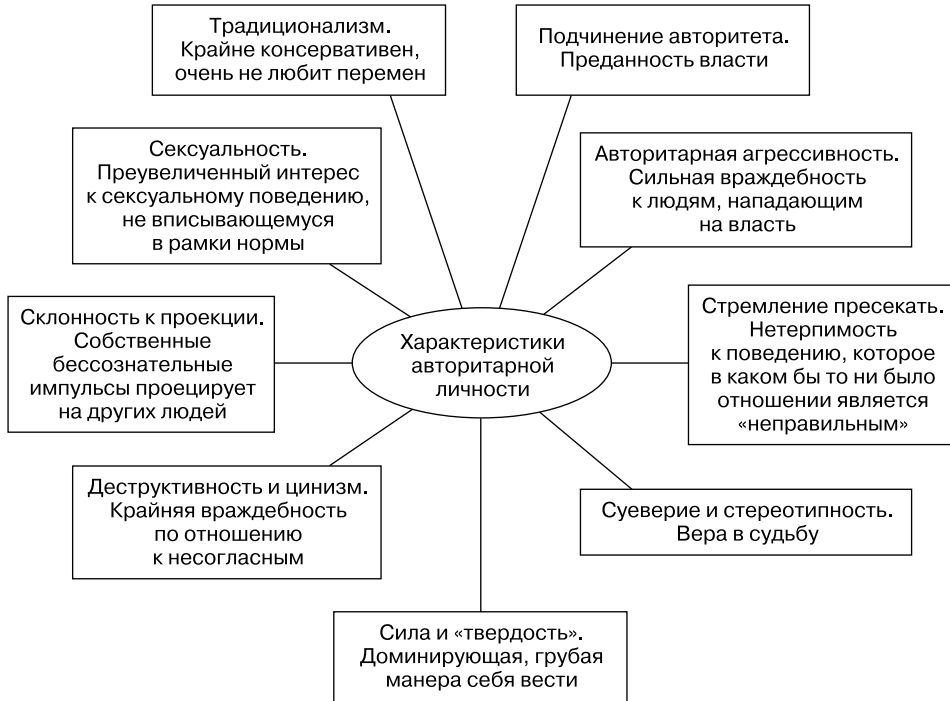 Традиционализм.
Крайне консервативен,
очень не любит перемен
Подчинение авторитета.
Преданность власти
Сексуальность.
Преувеличенный интерес
к сексуальному поведению,
не вписывающемуся
в рамки нормы
Авторитарная агрессивность.
Сильная враждебность
к людям, нападающим
на власть
Склонность к проекции.
Собственные
бессознательные
импульсы проецирует
на других людей
Характеристики
авторитарной
личности
Стремление пресекать.
Нетерпимость
к поведению, которое
в каком бы то ни было
отношении является
«неправильным»
Деструктивность и цинизм.
Крайняя враждебность
по отношению
к несогласным
Суеверие и стереотипность.
Вера в судьбу
Сила и «твердость».
Доминирующая, грубая
манера себя вести